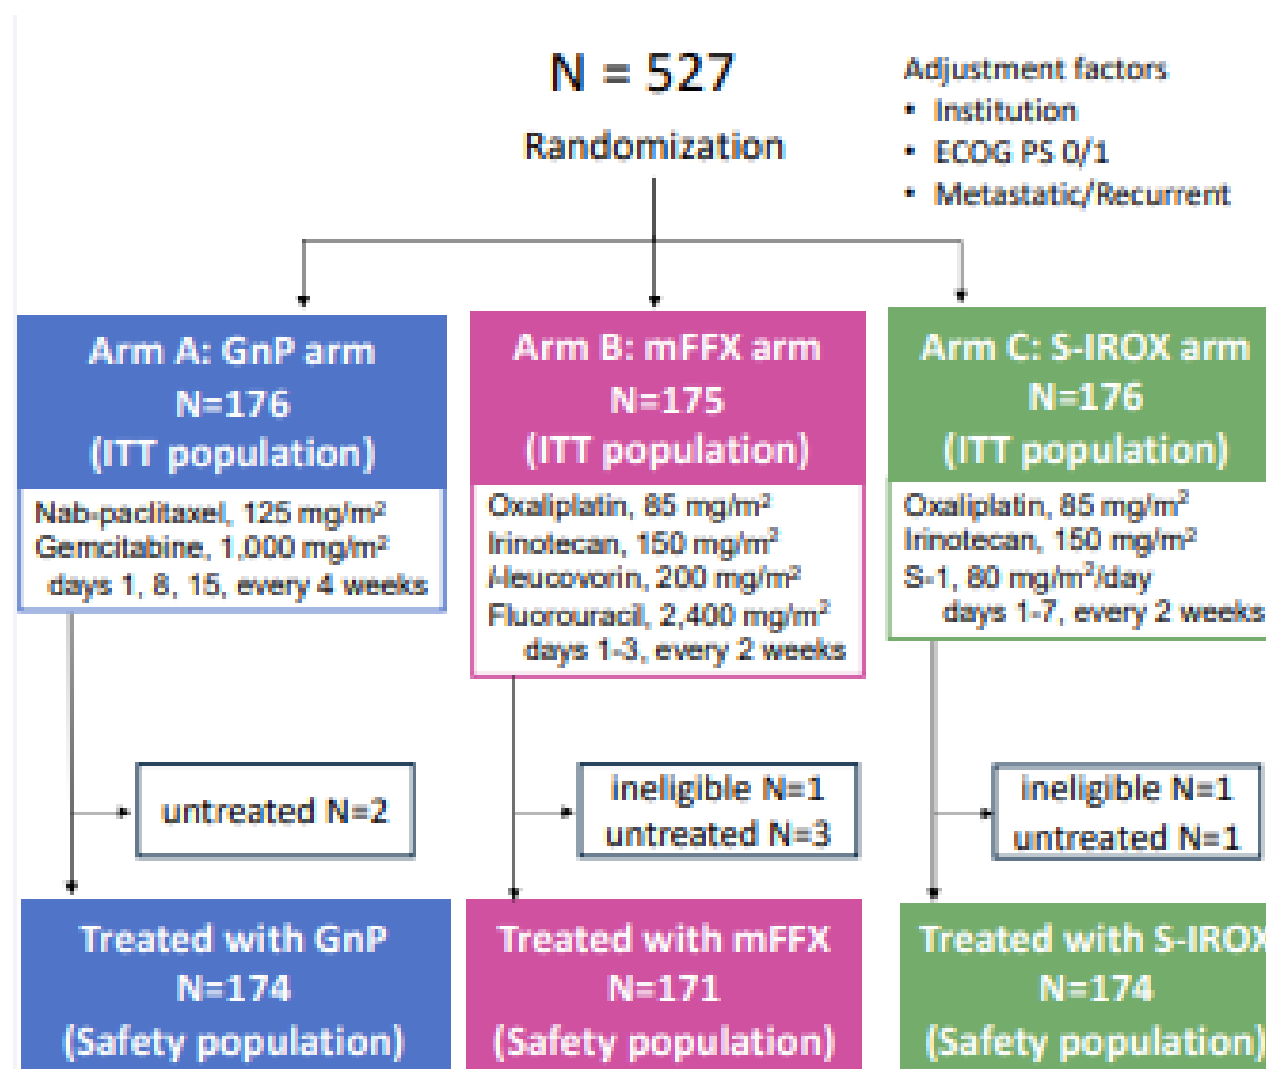 N = 527
Randomization
Adjustment factors
• Institution
• ECOG PS 0/1
• Metastatic/Recurrent
Arm A: GnP arm
N=176
(ITT population)
Nab-paclitaxel, 125 mg/m²
Gemcitabine, 1,000 mg/m²
days 1, 8, 15, every 4 weeks
untreated N=2
Treated with GnP
N=174
(Safety population)
Arm B: mFFX arm
N=175
(ITT population)
Oxaliplatin, 85 mg/m²
Irinotecan, 150 mg/m²
l-leucovorin, 200 mg/m²
Fluorouracil, 2,400 mg/m²
days 1-3, every 2 weeks
ineligible N=1
untreated N=3
Treated with mFFX
N=171
(Safety population)
Arm C: S-IROX arm
N=176
(ITT population)
Oxaliplatin, 85 mg/m²
Irinotecan, 150 mg/m²
S-1, 80 mg/m²/day
days 1-7, every 2 weeks
ineligible N=1
untreated N=1
Treated with S-IROX
N=174
(Safety population)